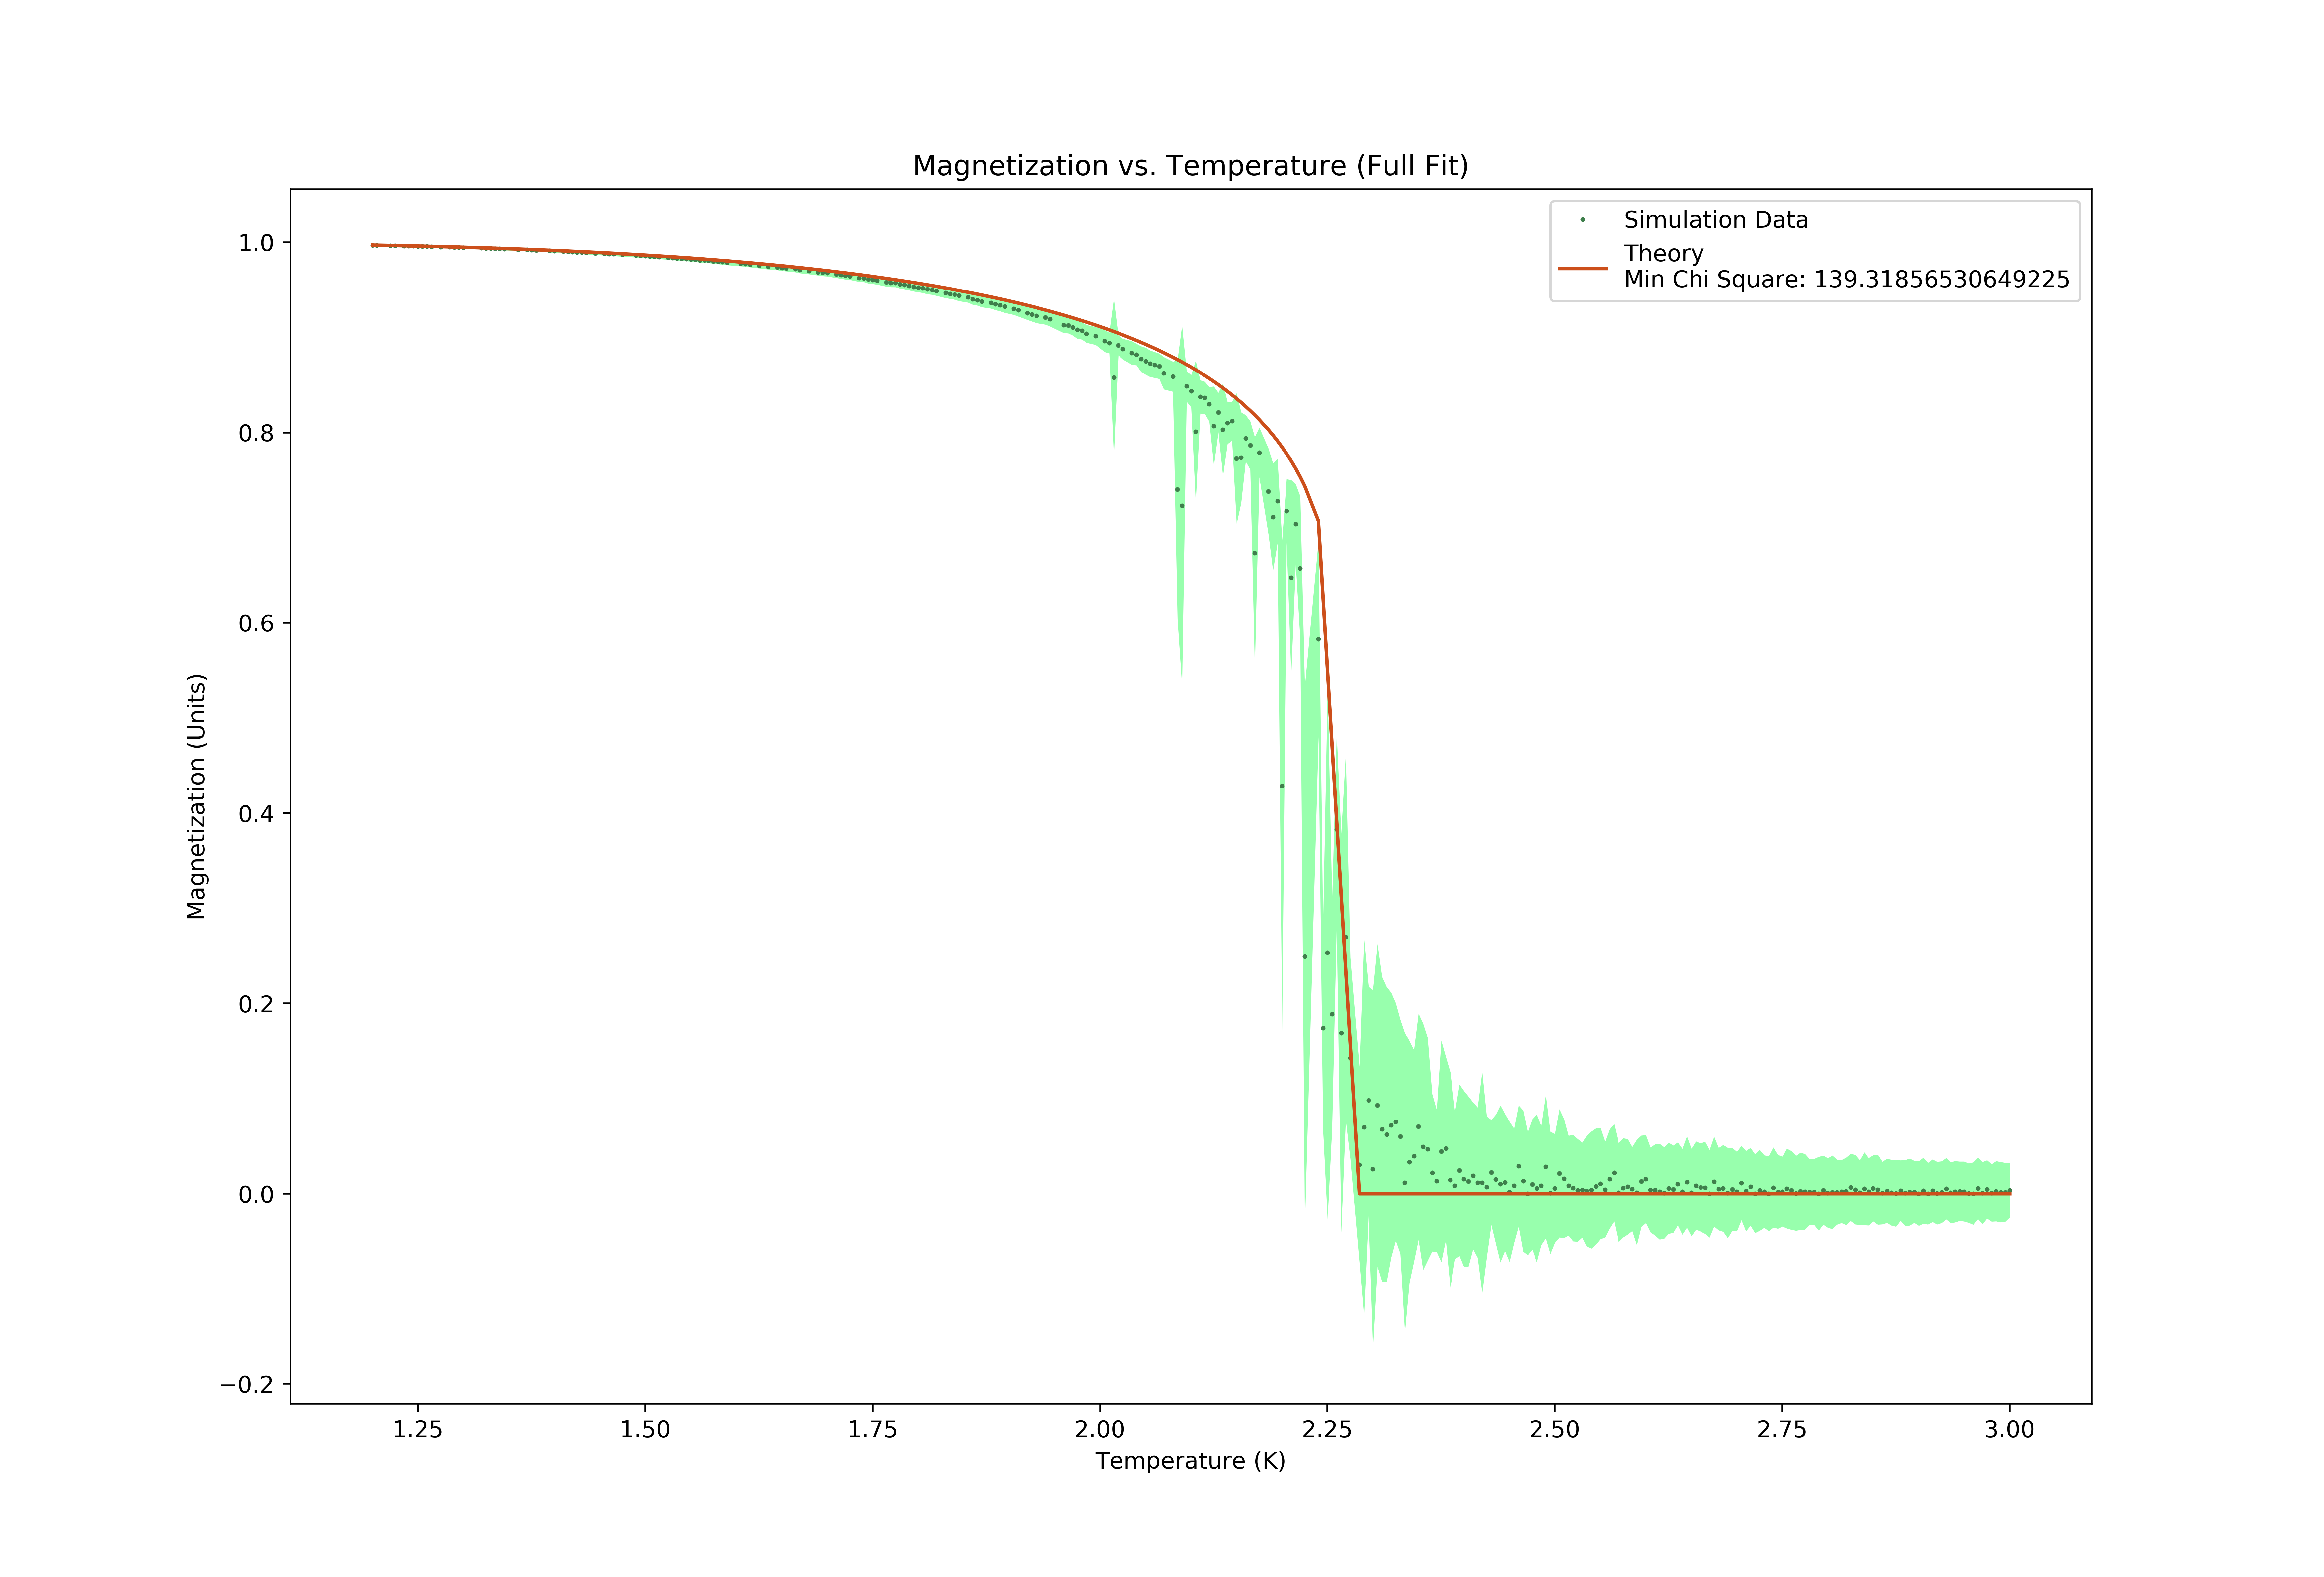 Magnetization vs. Temperature (Full Fit)
Simulation Data
Theory
Min Chi Square: 139.31856530649225
1.0
0.8
0.6
0.4
0.2
0.0
−0.2
Magnetization (Units)
1.25 1.50 1.75 2.00 2.25 2.50 2.75 3.00
Temperature (K)